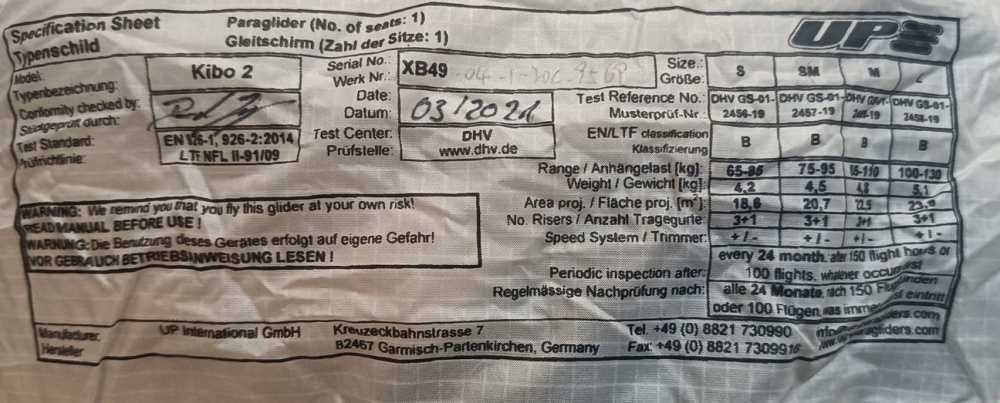 Specification Sheet Paraglider (No. of seats: 1) UP
Typenschild Gleitschirm (Zahl der Sitze: 1)
Model: Kibo 2 Serial No.: XB49 Size.: S SM M L
Typenbezeichnung: Werk Nr.: Größe:
Conformity checked by: Date: 03/2021 Test Reference No.: DHV GS-01- DHV GS-01- DHV GS-01- DHV GS-01-
Stückgeprüft durch: Datum: Musterprüf-Nr.: 2456-19 2457-19 2458-19
Test Standard: EN 126-1, 926-2:2014 Test Center: DHV EN/LTF classification B B B B
Prüfrichtlinie: LTF NFL II-91/09 Prüfstelle: www.dhv.de Klassifizierung
Range / Anhängelast [kg]: 65-85 75-95 85-110 100-130
Weight / Gewicht [kg]: 4,2 4,5 4,8 5,1
WARNING: We remind you that you fly this glider at your own risk! Area proj. / Fläche proj. [m²]: 18,6 20,7 22,5
READ MANUAL BEFORE USE ! No. Risers / Anzahl Tragegurte: 3+1 3+1 3+1 3+1
WARNUNG: Die Benutzung dieses Gerätes erfolgt auf eigene Gefahr! Speed System / Trimmer: + / - + / - + / - + / -
VOR GEBRAUCH BETRIEBSANWEISUNG LESEN ! every 24 month, after 150 flight hours or
Periodic inspection after: 100 flights, whatever occurs first
Regelmässige Nachprüfung nach: alle 24 Monate, nach 150 Flugstunden
oder 100 Flügen, was immer eintritt
Manufacturer: UP International GmbH Kreuzeckbahnstrasse 7 Tel. +49 (0) 8821 730990
Hersteller 82467 Garmisch-Partenkirchen, Germany Fax: +49 (0) 8821 7309916